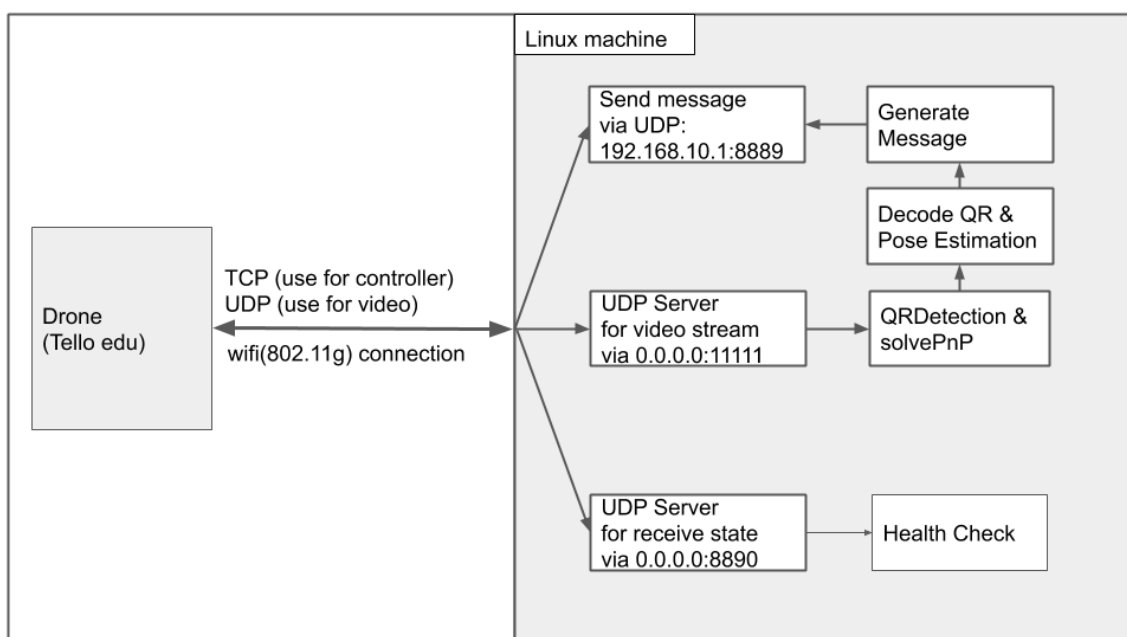 Linux machine
Send message
via UDP:
192.168.10.1:8889
Generate
Message
Decode QR &
Pose Estimation
Drone
(Tello edu)
TCP (use for controller)
UDP (use for video)
wifi(802.11g) connection
UDP Server
for video stream
via 0.0.0.0:11111
QRDetection &
solvePnP
UDP Server
for receive state
via 0.0.0.0:8890
Health Check